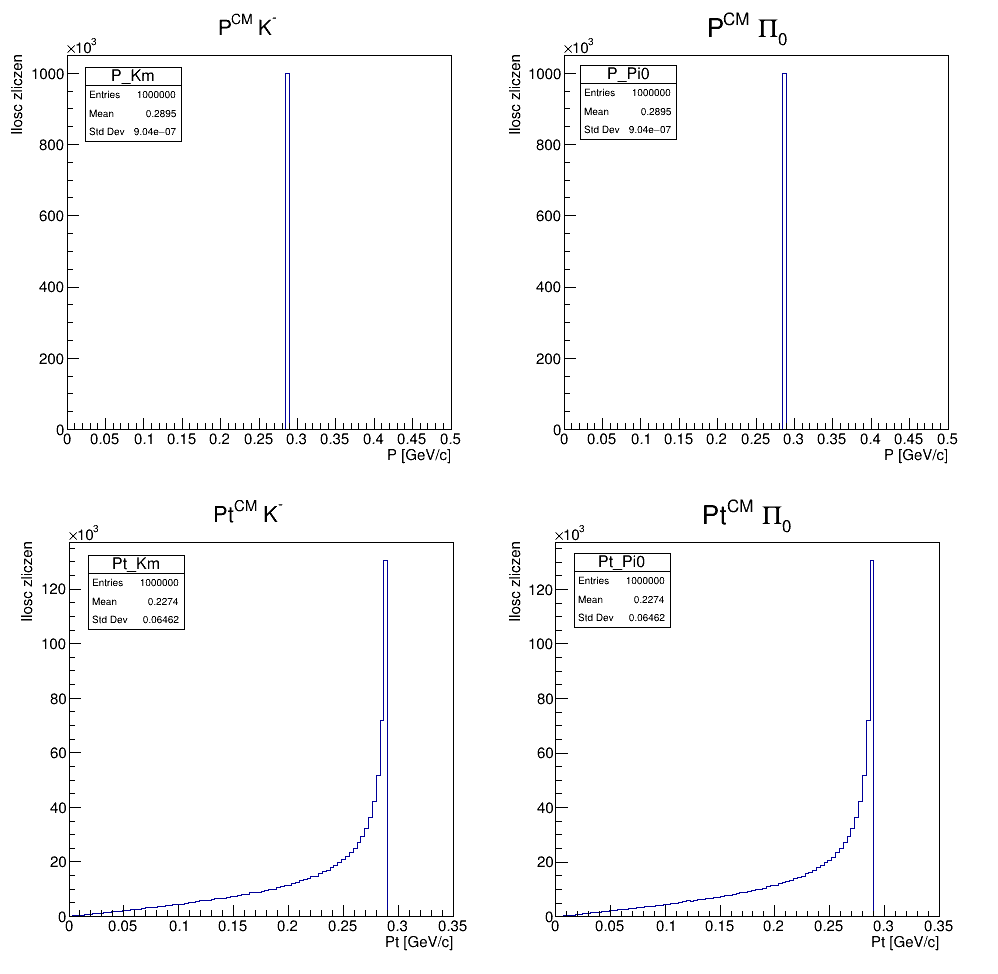 P^CM K^-
×10³
P_Km
Entries 1000000
Mean 0.2895
Std Dev 9.04e−07
Ilosc zliczen
1000
800
600
400
200
0
0 0.05 0.1 0.15 0.2 0.25 0.3 0.35 0.4 0.45 0.5
P [GeV/c]
P^CM Π_0
×10³
P_Pi0
Entries 1000000
Mean 0.2895
Std Dev 9.04e−07
Ilosc zliczen
1000
800
600
400
200
0
0 0.05 0.1 0.15 0.2 0.25 0.3 0.35 0.4 0.45 0.5
P [GeV/c]
Pt^CM K^-
×10³
Pt_Km
Entries 1000000
Mean 0.2274
Std Dev 0.06462
Ilosc zliczen
120
100
80
60
40
20
0
0 0.05 0.1 0.15 0.2 0.25 0.3 0.35
Pt [GeV/c]
Pt^CM Π_0
×10³
Pt_Pi0
Entries 1000000
Mean 0.2274
Std Dev 0.06462
Ilosc zliczen
120
100
80
60
40
20
0
0 0.05 0.1 0.15 0.2 0.25 0.3 0.35
Pt [GeV/c]